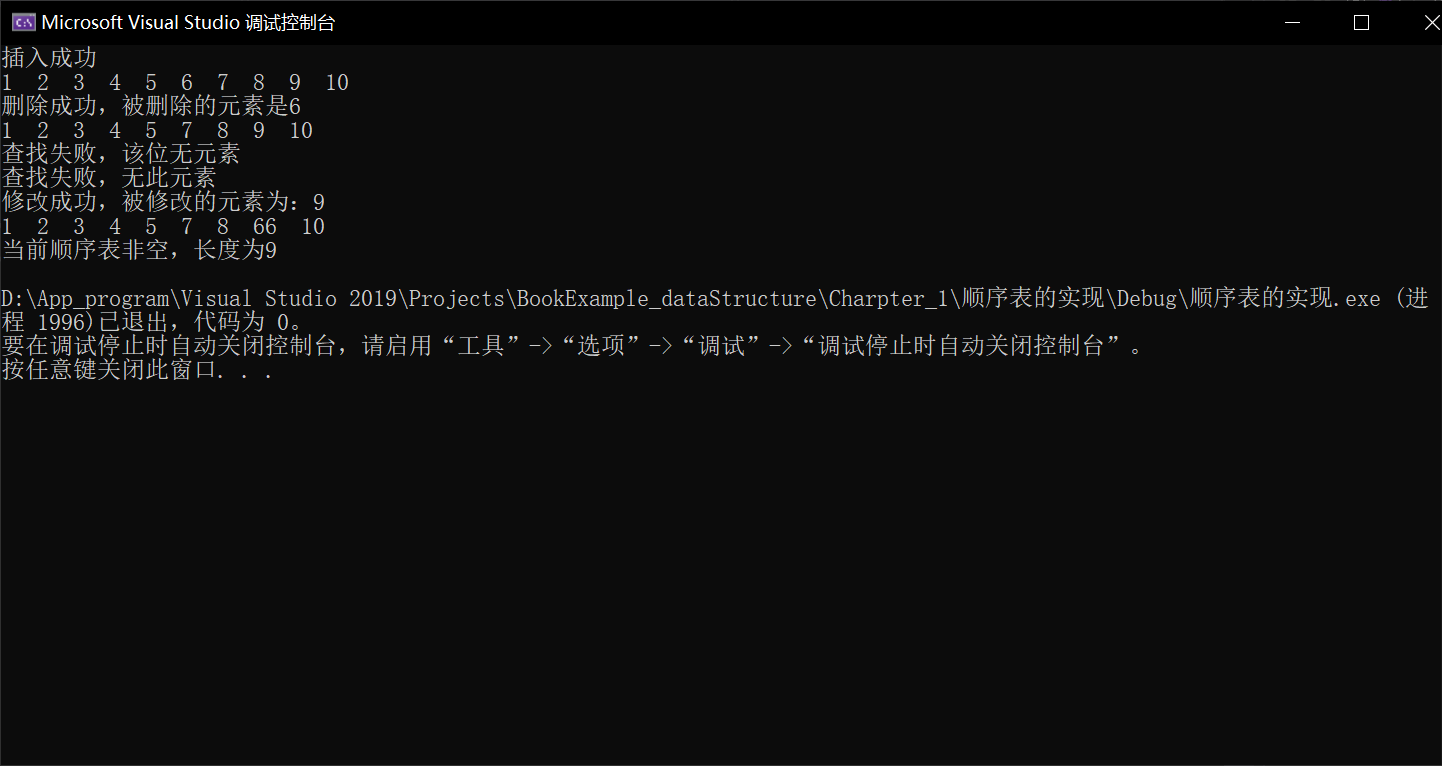 Microsoft Visual Studio 调试控制台
插入成功
1  2  3  4  5  6  7  8  9  10
删除成功，被删除的元素是6
1  2  3  4  5  7  8  9  10
查找失败，该位无元素
查找失败，无此元素
修改成功，被修改的元素为：9
1  2  3  4  5  7  8  66  10
当前顺序表非空，长度为9
D:\App_program\Visual Studio 2019\Projects\BookExample_dataStructure\Charpter_1\顺序表的实现\Debug\顺序表的实现.exe (进
程 1996)已退出，代码为 0。
要在调试停止时自动关闭控制台，请启用“工具”->“选项”->“调试”->“调试停止时自动关闭控制台”。
按任意键关闭此窗口. . .